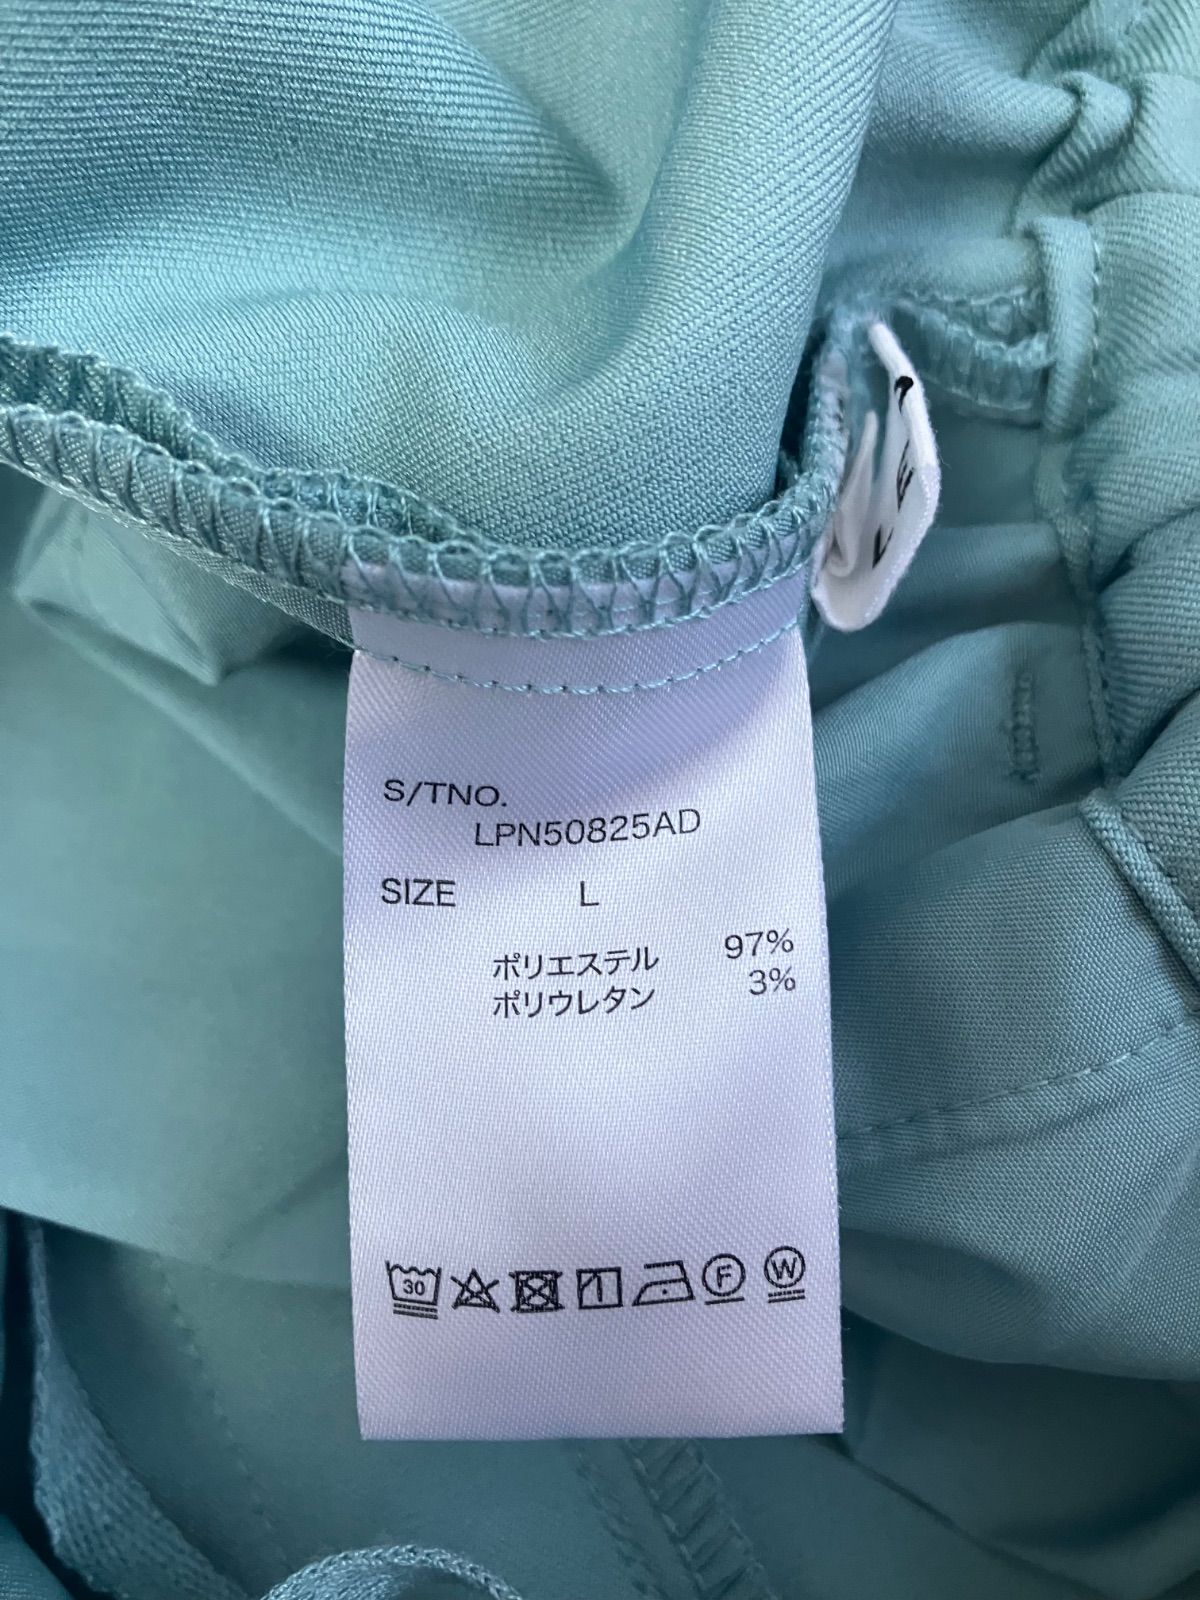 S/TNO.
LPN50825AD
SIZE L
ポリエステル 97%
ポリウレタン 3%
30 F W